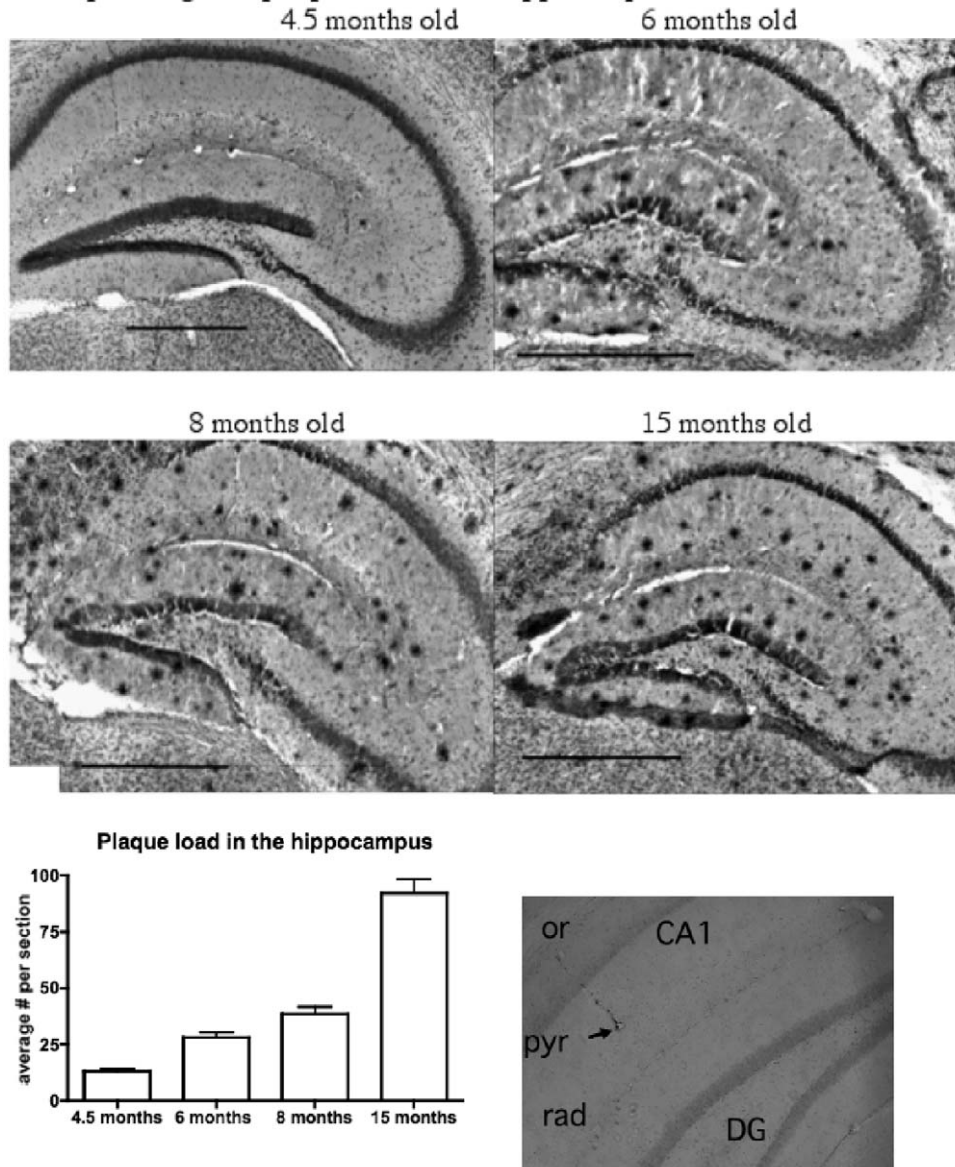 4.5 months old
6 months old
8 months old
15 months old
Plaque load in the hippocampus
average # per section
100
75
50
25
0
4.5 months
6 months
8 months
15 months
or
CA1
pyr
rad
DG